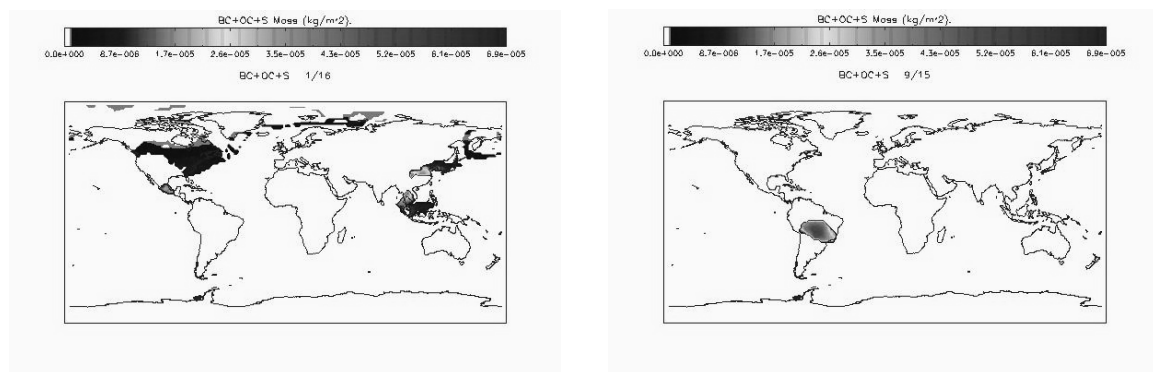 BC+OC+S Mass (kg/m^2).
0.0e+000 8.7e-006 1.7e-005 2.6e-005 3.5e-005 4.3e-005 5.2e-005 6.1e-005 6.9e-005
BC+OC+S 1/16
BC+OC+S Mass (kg/m^2).
0.0e+000 8.7e-006 1.7e-005 2.6e-005 3.5e-005 4.3e-005 5.2e-005 6.1e-005 6.9e-005
BC+OC+S 9/15